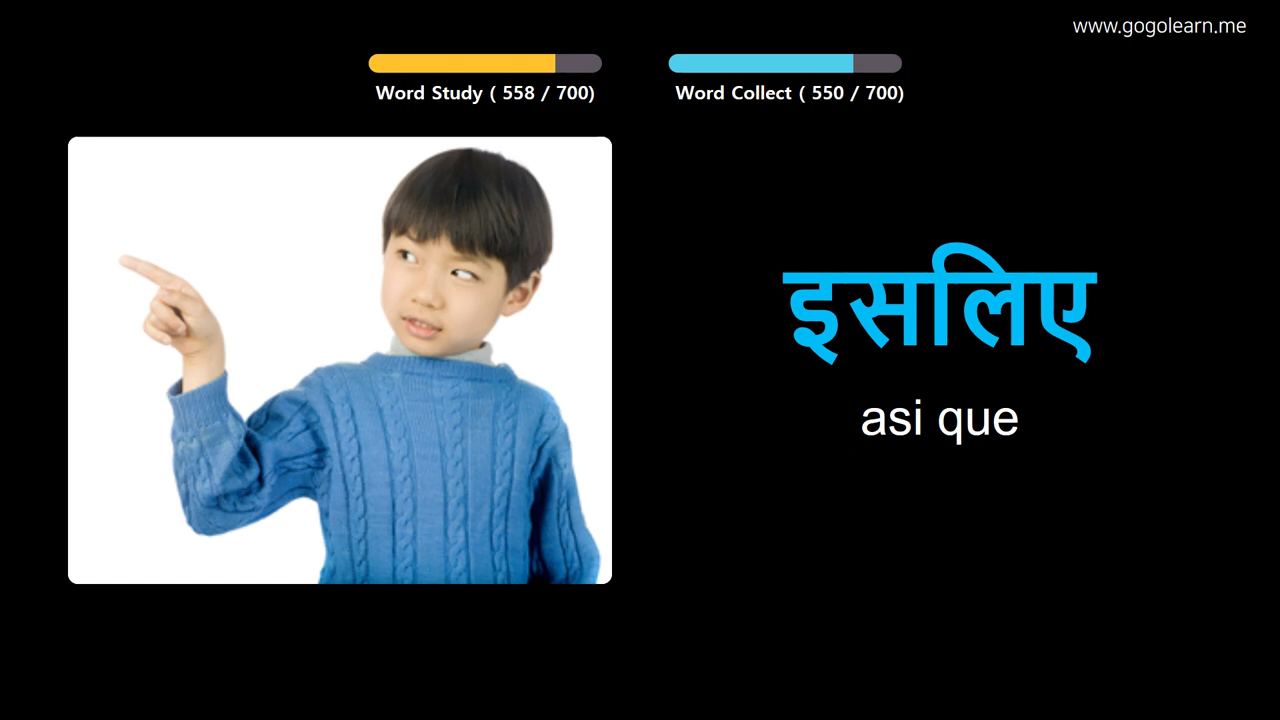 www.gogolearn.me
Word Study ( 558 / 700)
Word Collect ( 550 / 700)
इसलिए
asi que